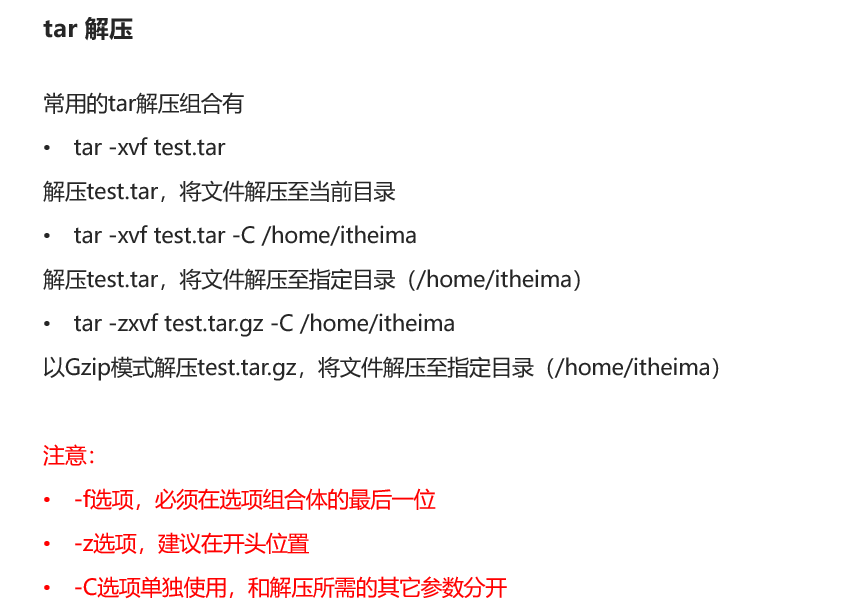 tar 解压
常用的tar解压组合有
• tar -xvf test.tar
解压test.tar，将文件解压至当前目录
• tar -xvf test.tar -C /home/itheima
解压test.tar，将文件解压至指定目录（/home/itheima）
• tar -zxvf test.tar.gz -C /home/itheima
以Gzip模式解压test.tar.gz，将文件解压至指定目录（/home/itheima）
注意：
• -f选项，必须在选项组合体的最后一位
• -z选项，建议在开头位置
• -C选项单独使用，和解压所需的其它参数分开